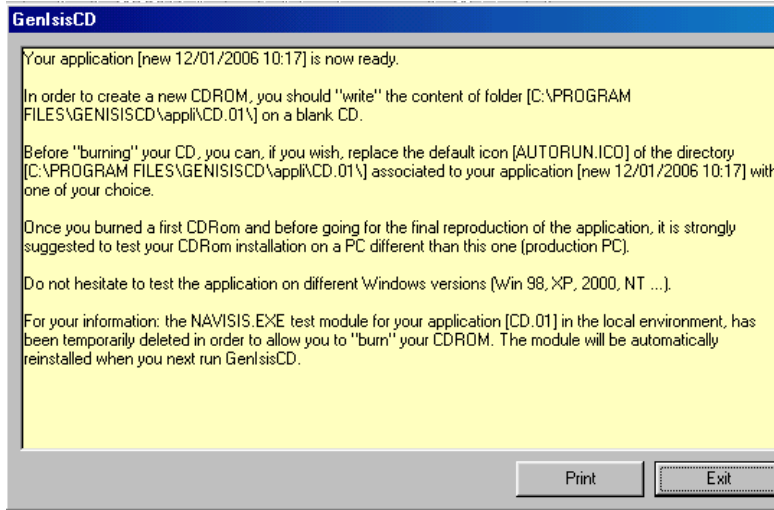 GenIsisCD
Your application [new 12/01/2006 10:17] is now ready.
In order to create a new CDROM, you should "write" the content of folder [C:\PROGRAM
FILES\GENISISCD\appli\CD.01\] on a blank CD.
Before "burning" your CD, you can, if you wish, replace the default icon [AUTORUN.ICO] of the directory
[C:\PROGRAM FILES\GENISISCD\appli\CD.01\] associated to your application [new 12/01/2006 10:17] with
one of your choice.
Once you burned a first CDRom and before going for the final reproduction of the application, it is strongly
suggested to test your CDRom installation on a PC different than this one (production PC).
Do not hesitate to test the application on different Windows versions (Win 98, XP, 2000, NT ...).
For your information: the NAVISIS.EXE test module for your application [CD.01] in the local environment, has
been temporarily deleted in order to allow you to "burn" your CDROM. The module will be automatically
reinstalled when you next run GenIsisCD.
Print
Exit